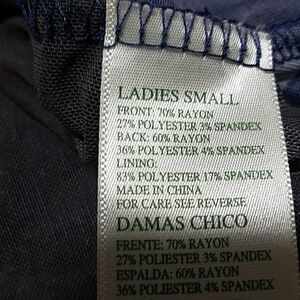 LADIES SMALL
FRONT: 70% RAYON
27% POLYESTER 3% SPANDEX
BACK: 60% RAYON
36% POLYESTER 4% SPANDEX
LINING:
83% POLYESTER 17% SPANDEX
MADE IN CHINA
FOR CARE SEE REVERSE
DAMAS CHICO
FRENTE: 70% RAYON
27% POLIESTER 3% SPANDEX
ESPALDA: 60% RAYON
36% POLIESTER 4% SPANDEX